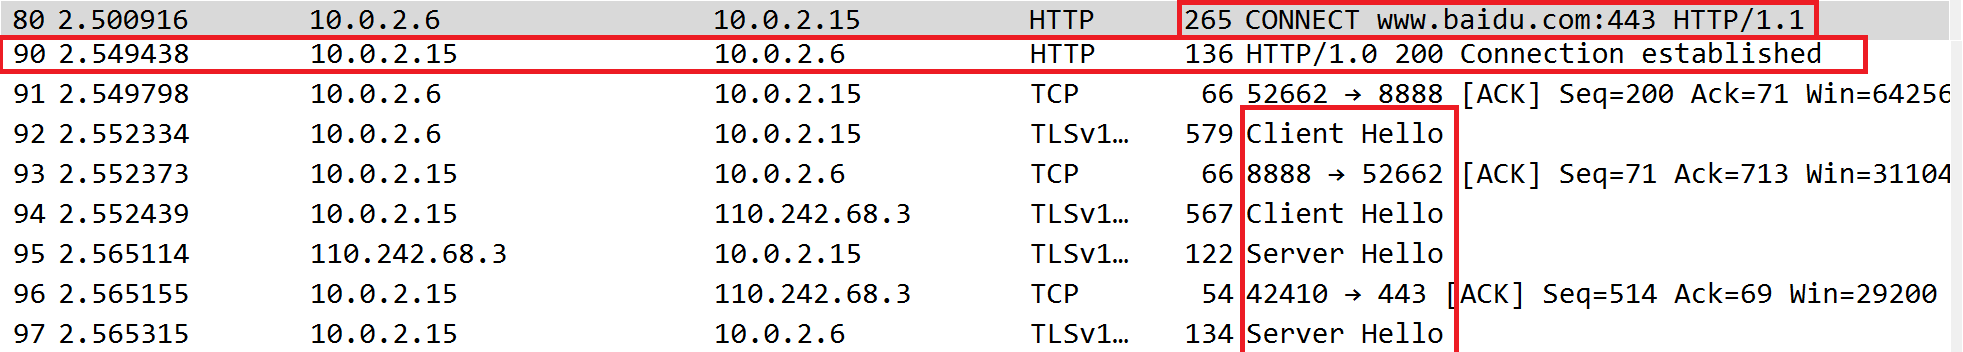 80 2.500916 10.0.2.6 10.0.2.15 HTTP 265 CONNECT www.baidu.com:443 HTTP/1.1
90 2.549438 10.0.2.15 10.0.2.6 HTTP 136 HTTP/1.0 200 Connection established
91 2.549798 10.0.2.6 10.0.2.15 TCP 66 52662 → 8888 [ACK] Seq=200 Ack=71 Win=64256
92 2.552334 10.0.2.6 10.0.2.15 TLSv1… 579 Client Hello
93 2.552373 10.0.2.15 10.0.2.6 TCP 66 8888 → 52662 [ACK] Seq=71 Ack=713 Win=31104
94 2.552439 10.0.2.15 110.242.68.3 TLSv1… 567 Client Hello
95 2.565114 110.242.68.3 10.0.2.15 TLSv1… 122 Server Hello
96 2.565155 10.0.2.15 110.242.68.3 TCP 54 42410 → 443 [ACK] Seq=514 Ack=69 Win=29200
97 2.565315 10.0.2.15 10.0.2.6 TLSv1… 134 Server Hello